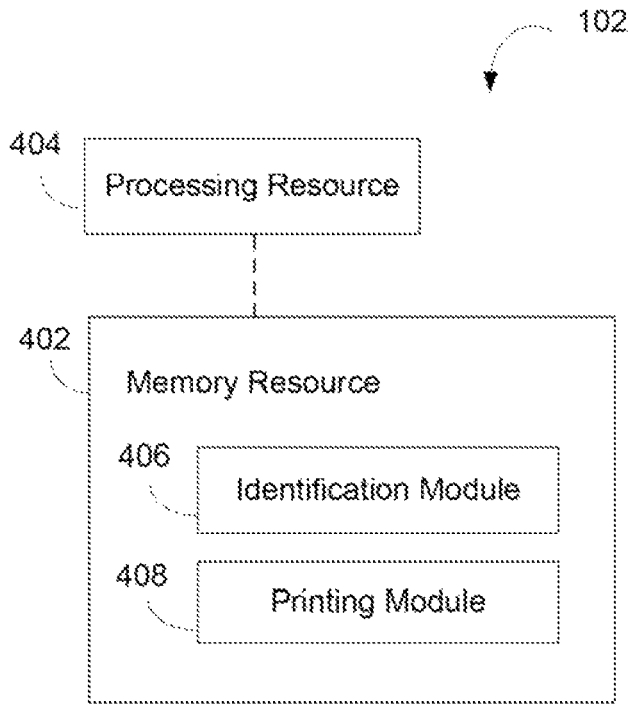 102
404
Processing Resource
402
Memory Resource
406
Identification Module
408
Printing Module